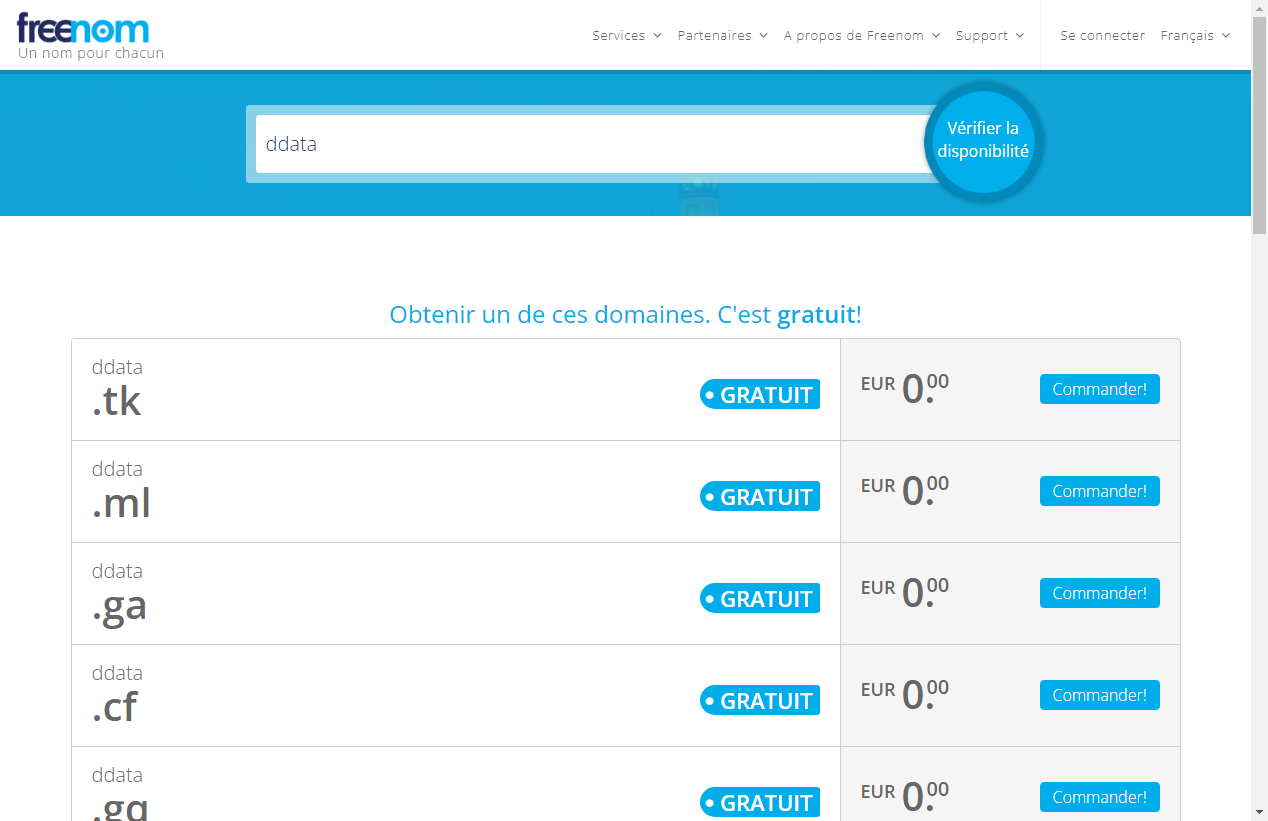 freenom
Un nom pour chacun
Services Partenaires A propos de Freenom Support Se connecter Français
ddata
Vérifier la
disponibilité
Obtenir un de ces domaines. C'est gratuit!
ddata
.tk
GRATUIT
EUR 0.00
Commander!
ddata
.ml
GRATUIT
EUR 0.00
Commander!
ddata
.ga
GRATUIT
EUR 0.00
Commander!
ddata
.cf
GRATUIT
EUR 0.00
Commander!
ddata
.gq
GRATUIT
EUR 0.00
Commander!